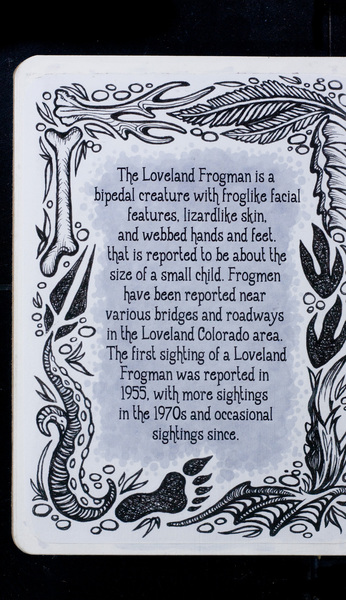 The Loveland Frogman is a
bipedal creature with froglike facial
features, lizardlike skin,
and webbed hands and feet.
that is reported to be about the
size of a small child. Frogmen
have been reported near
various bridges and roadways
in the Loveland Colorado area.
The first sighting of a Loveland
Frogman was reported in
1955, with more sightings
in the 1970s and occasional
sightings since.